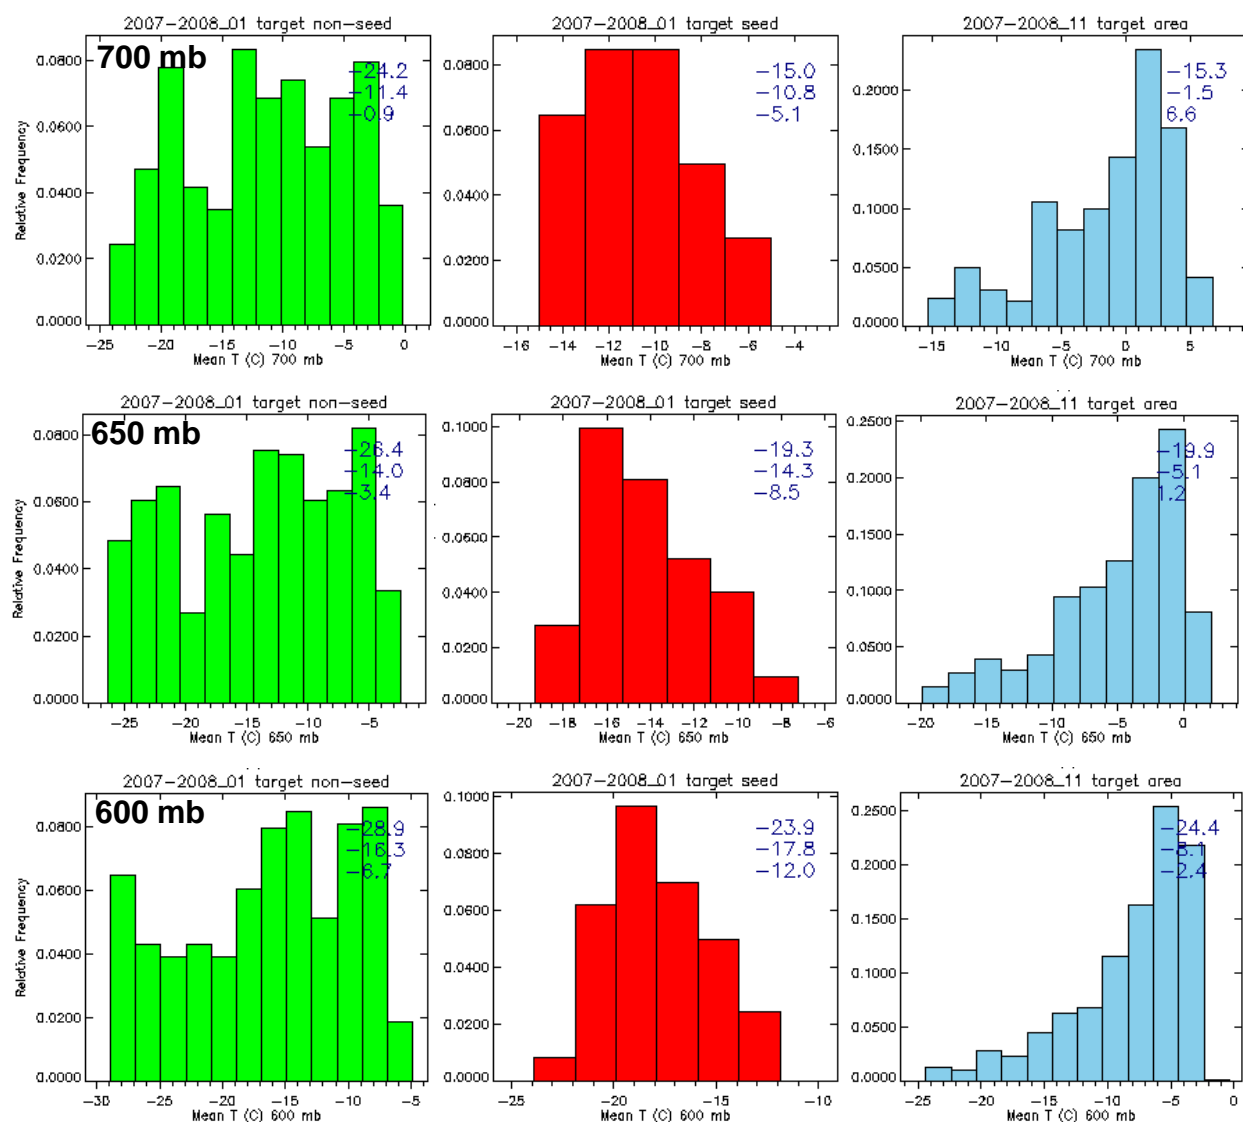 2007-2008_01 target non-seed
700 mb
-24.2
-11.4
-0.9
0.0800
0.0600
0.0400
0.0200
0.0000
Relative Frequency
-25 -20 -15 -10 -5 0
Mean T (C) 700 mb
2007-2008_01 target seed
-15.0
-10.8
-5.1
0.0800
0.0600
0.0400
0.0200
0.0000
-16 -14 -12 -10 -8 -6 -4
Mean T (C) 700 mb
2007-2008_11 target area
-15.3
-1.5
6.6
0.2000
0.1500
0.1000
0.0500
0.0000
-15 -10 -5 0 5
Mean T (C) 700 mb
2007-2008_01 target non-seed
650 mb
-26.4
-14.0
-3.4
0.0800
0.0600
0.0400
0.0200
0.0000
Relative Frequency
-25 -20 -15 -10 -5
Mean T (C) 650 mb
2007-2008_01 target seed
-19.3
-14.3
-8.5
0.1000
0.0800
0.0600
0.0400
0.0200
0.0000
-20 -18 -16 -14 -12 -10 -8 -6
Mean T (C) 650 mb
2007-2008_11 target area
-19.9
-5.1
1.2
0.2500
0.2000
0.1500
0.1000
0.0500
0.0000
-20 -15 -10 -5 0
Mean T (C) 650 mb
2007-2008_01 target non-seed
600 mb
-28.9
-16.3
-6.7
0.0800
0.0600
0.0400
0.0200
0.0000
Relative Frequency
-30 -25 -20 -15 -10 -5
Mean T (C) 600 mb
2007-2008_01 target seed
-23.9
-17.8
-12.0
0.1000
0.0800
0.0600
0.0400
0.0200
0.0000
-25 -20 -15 -10
Mean T (C) 600 mb
2007-2008_11 target area
-24.4
-8.1
-2.4
0.2500
0.2000
0.1500
0.1000
0.0500
0.0000
-25 -20 -15 -10 -5 0
Mean T (C) 600 mb